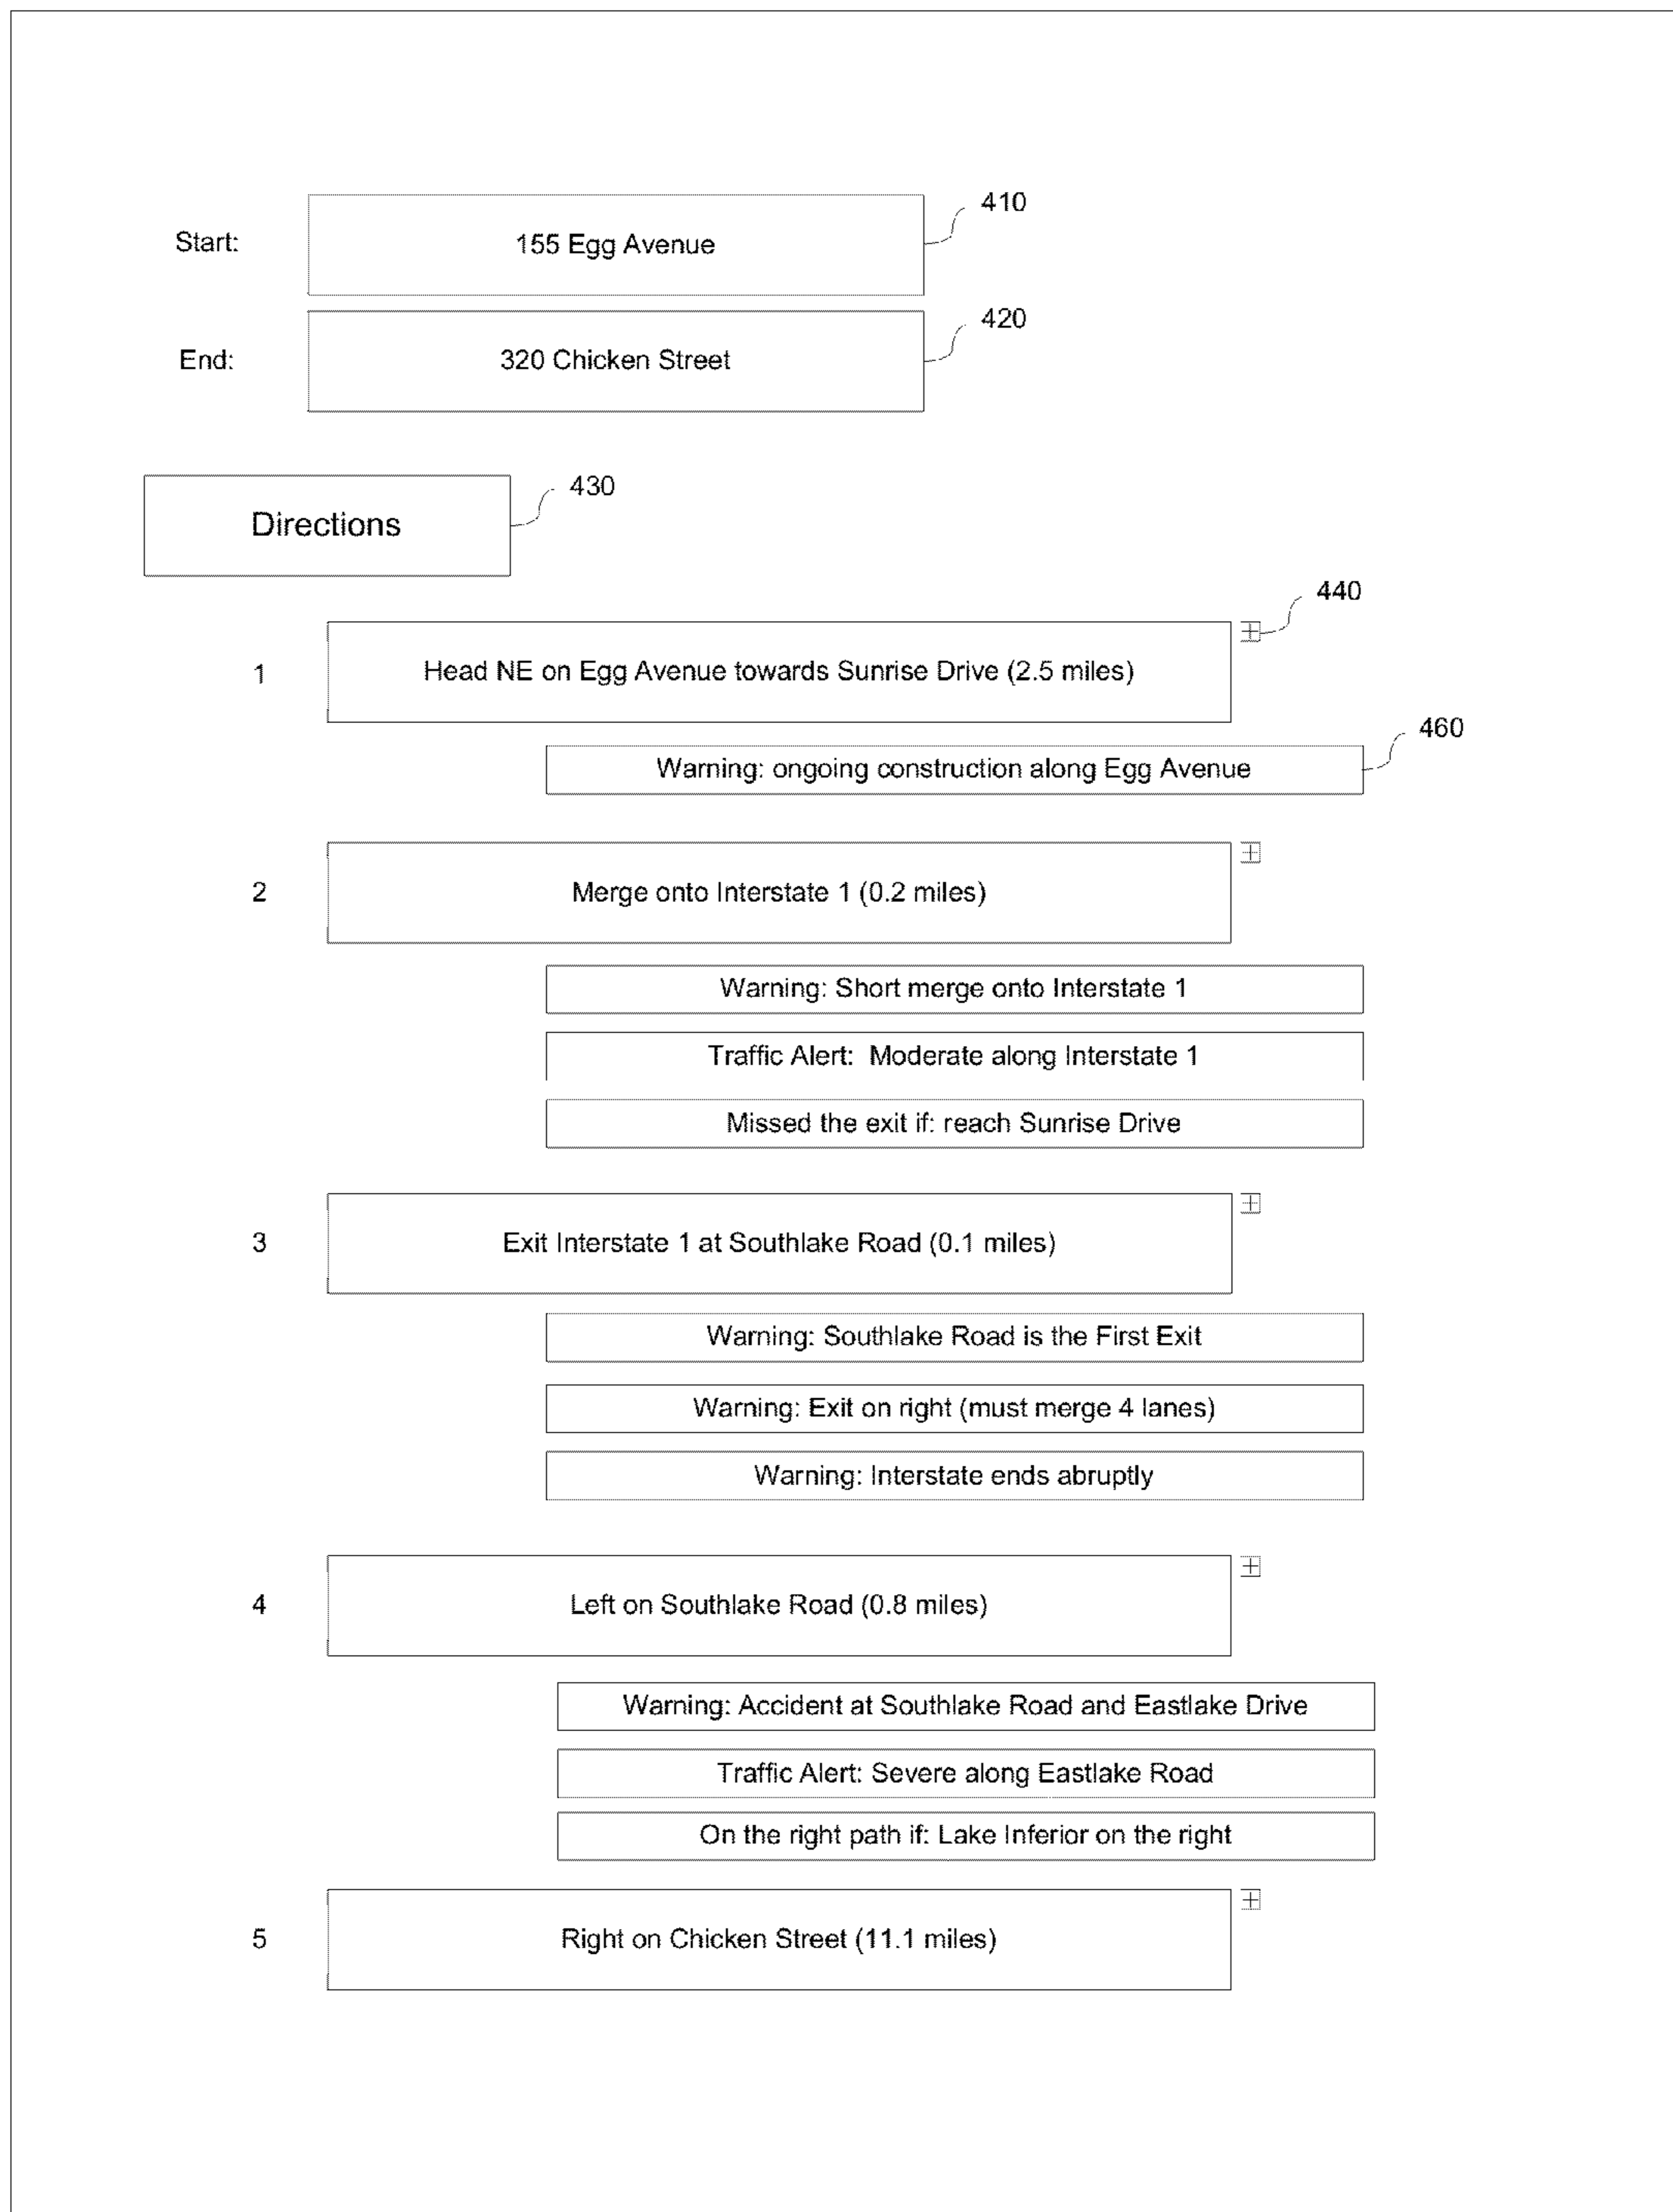 410
Start: 155 Egg Avenue
420
End: 320 Chicken Street
430
Directions
440
1 Head NE on Egg Avenue towards Sunrise Drive (2.5 miles)
460
Warning: ongoing construction along Egg Avenue
2 Merge onto Interstate 1 (0.2 miles)
Warning: Short merge onto Interstate 1
Traffic Alert:  Moderate along Interstate 1
Missed the exit if: reach Sunrise Drive
3 Exit Interstate 1 at Southlake Road (0.1 miles)
Warning: Southlake Road is the First Exit
Warning: Exit on right (must merge 4 lanes)
Warning: Interstate ends abruptly
4 Left on Southlake Road (0.8 miles)
Warning: Accident at Southlake Road and Eastlake Drive
Traffic Alert: Severe along Eastlake Road
On the right path if: Lake Inferior on the right
5 Right on Chicken Street (11.1 miles)